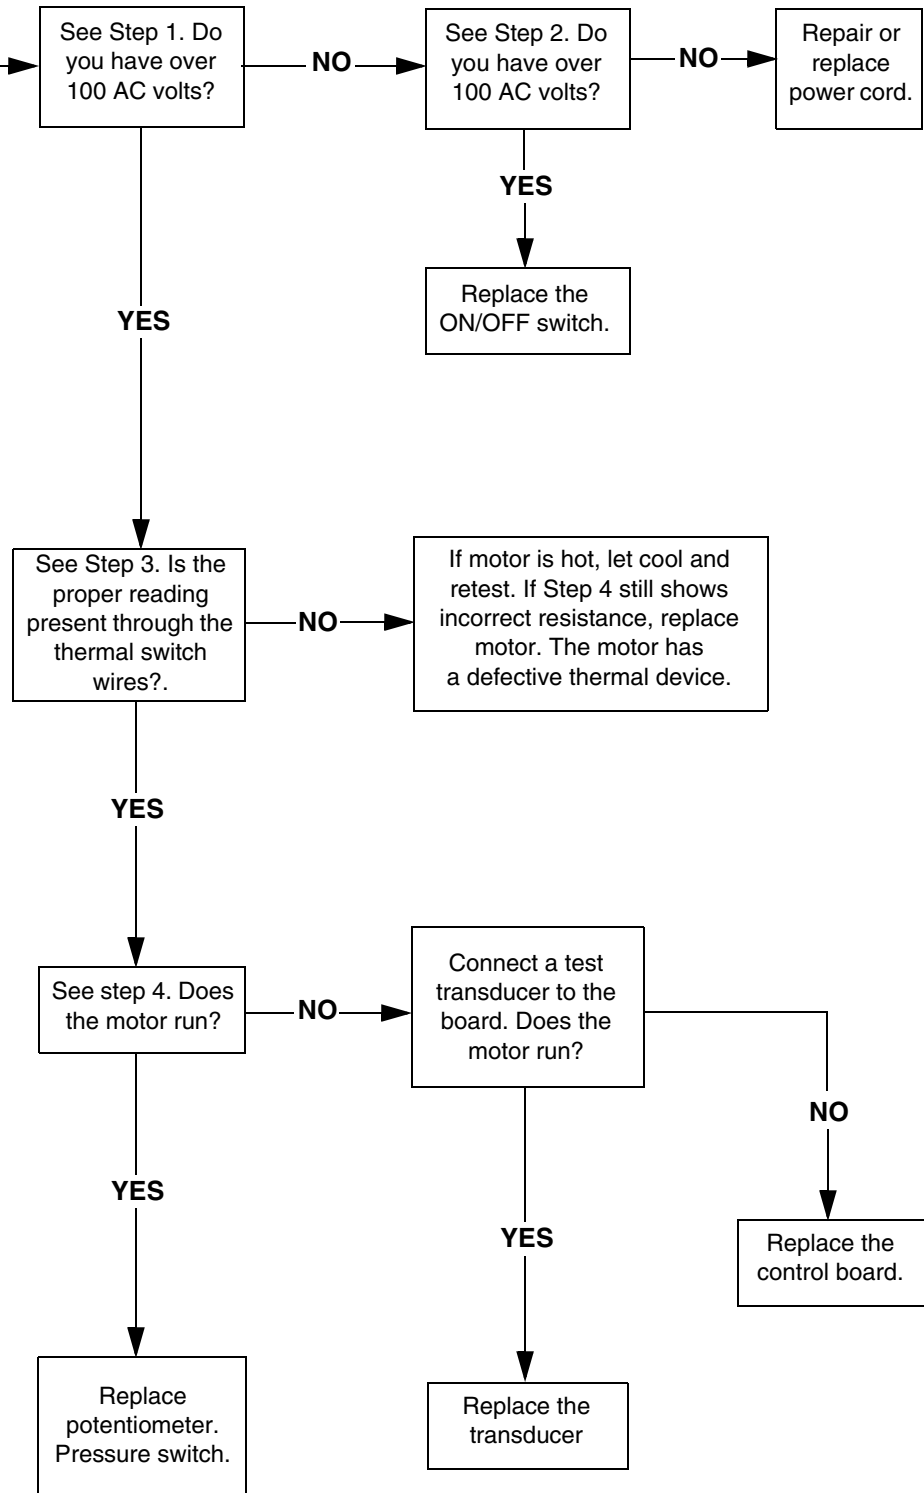 See Step 1. Do
you have over
100 AC volts?
NO
See Step 2. Do
you have over
100 AC volts?
NO
Repair or
replace
power cord.
YES
Replace the
ON/OFF switch.
YES
See Step 3. Is the
proper reading
present through the
thermal switch
wires?.
NO
If motor is hot, let cool and
retest. If Step 4 still shows
incorrect resistance, replace
motor. The motor has
a defective thermal device.
YES
See step 4. Does
the motor run?
NO
Connect a test
transducer to the
board. Does the
motor run?
NO
Replace the
control board.
YES
Replace the
transducer
YES
Replace
potentiometer.
Pressure switch.